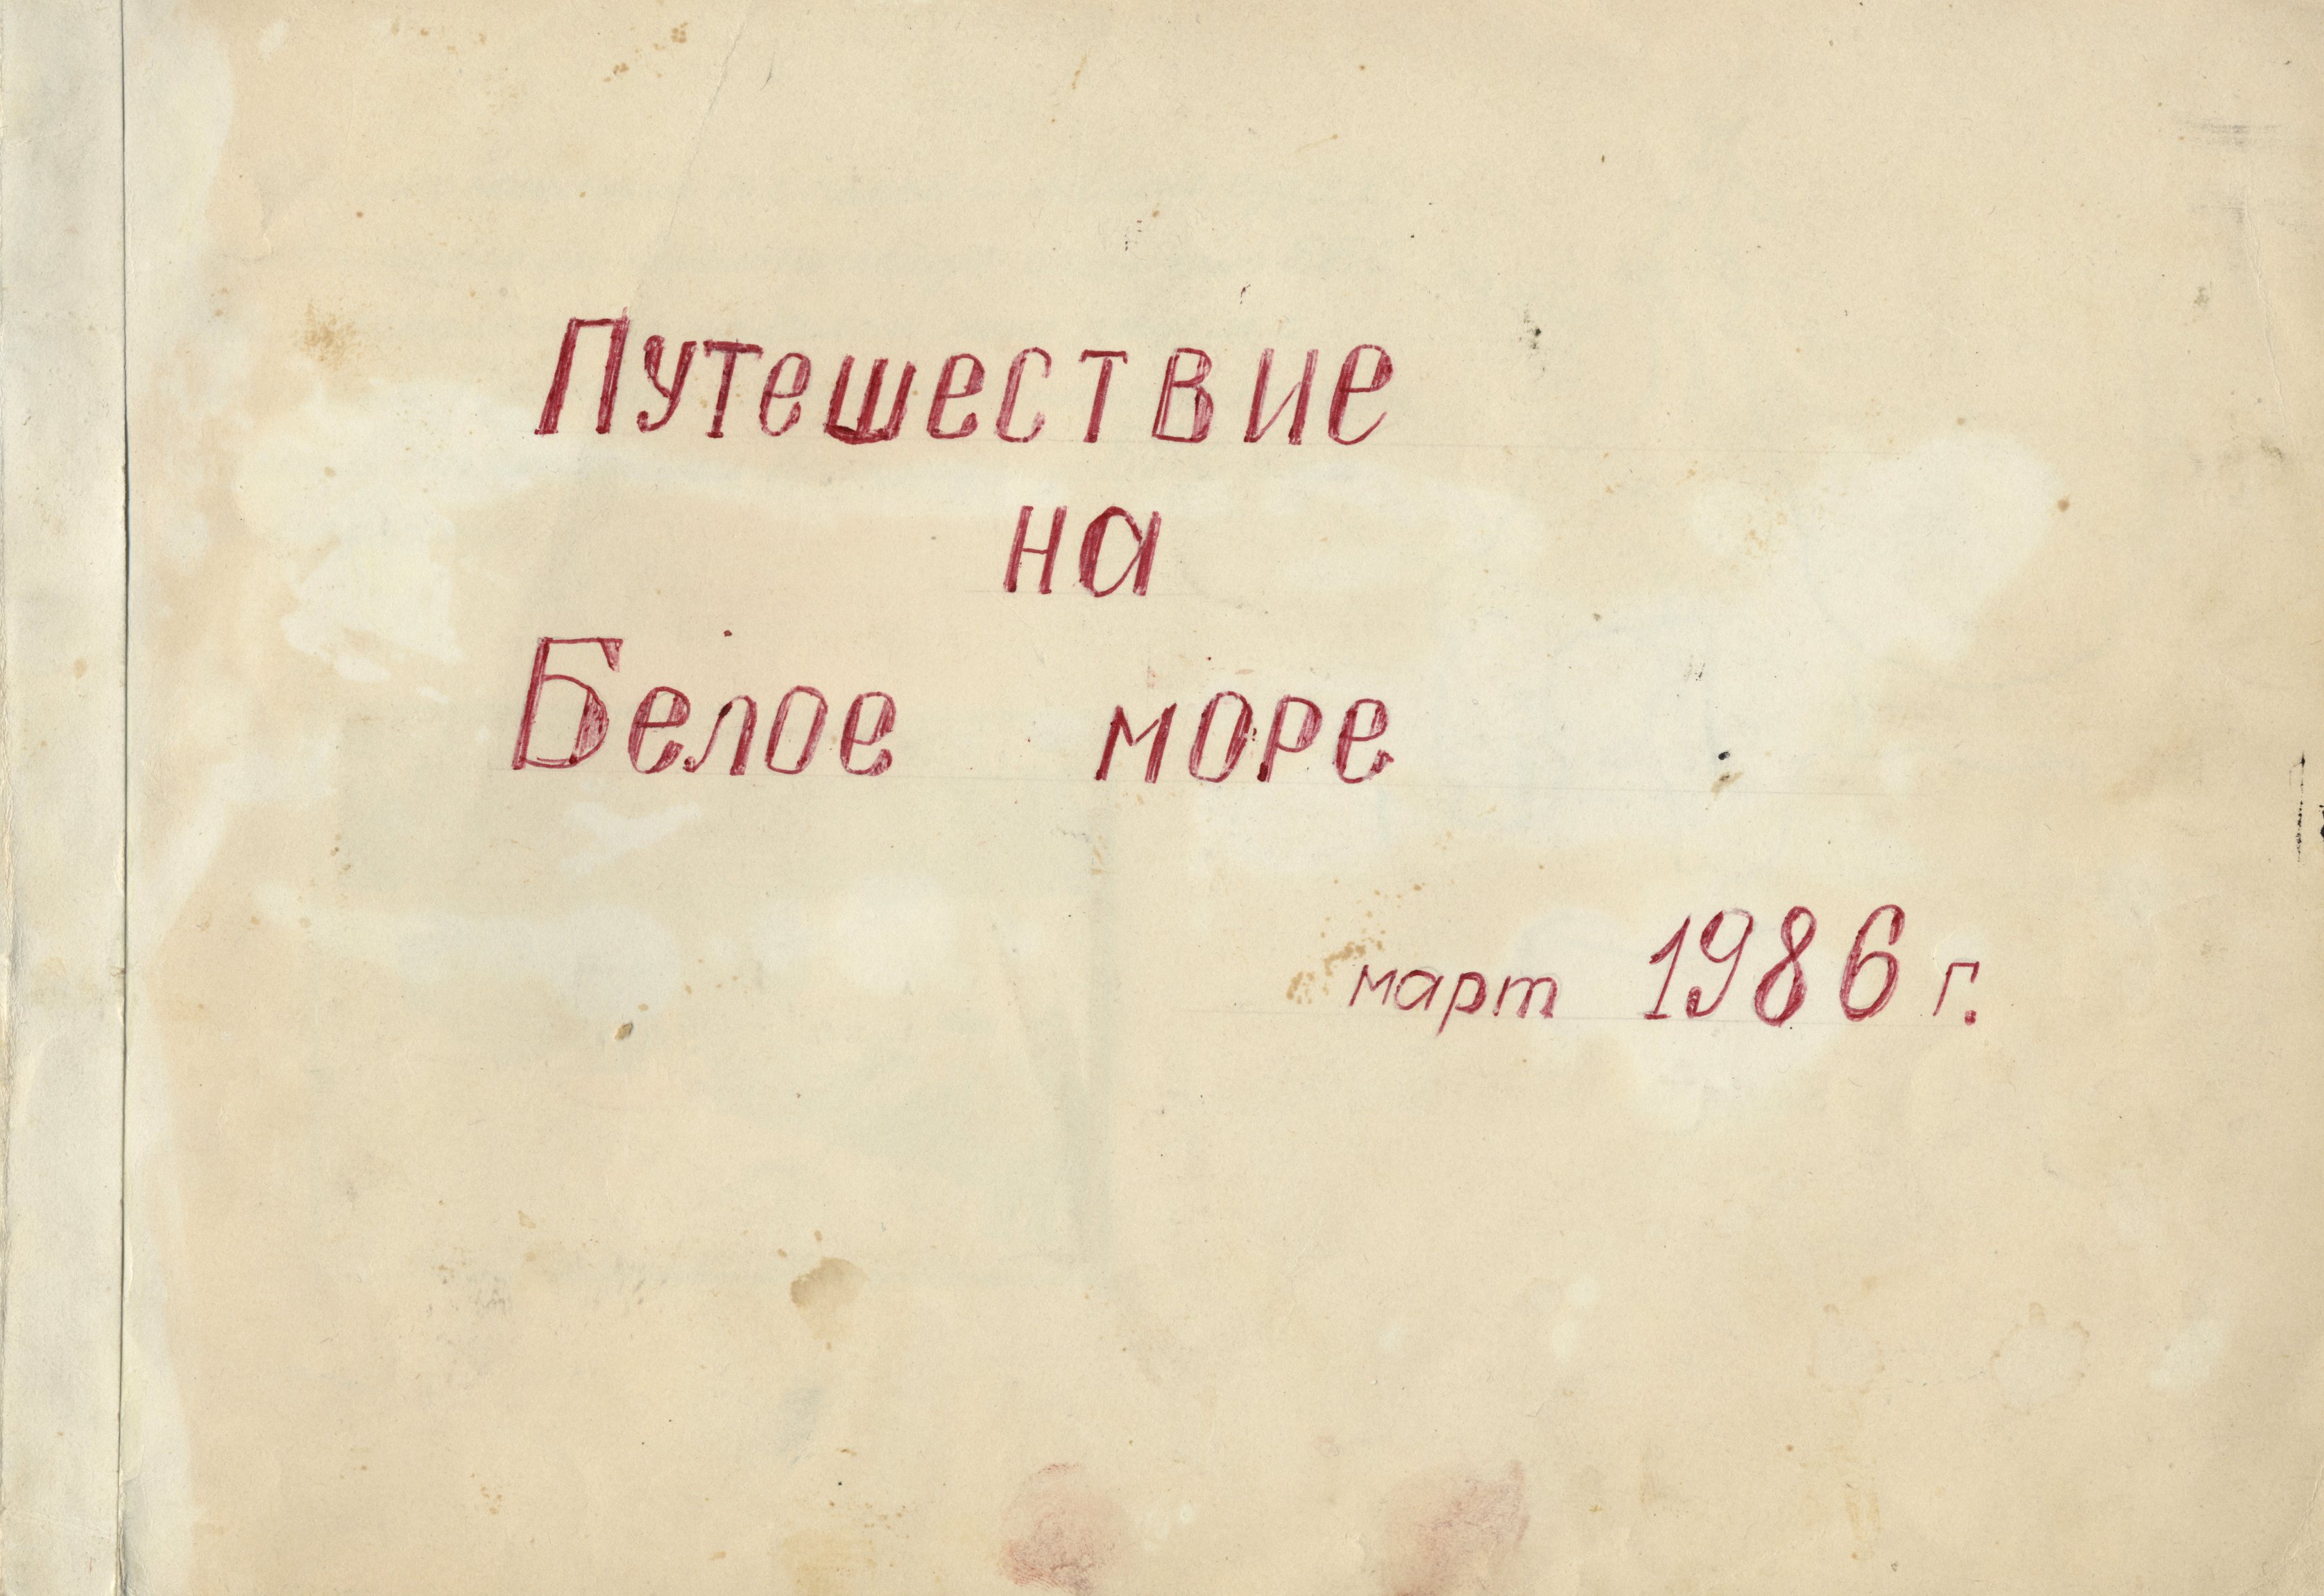 Путешествие
на
Белое море
март 1986 г.